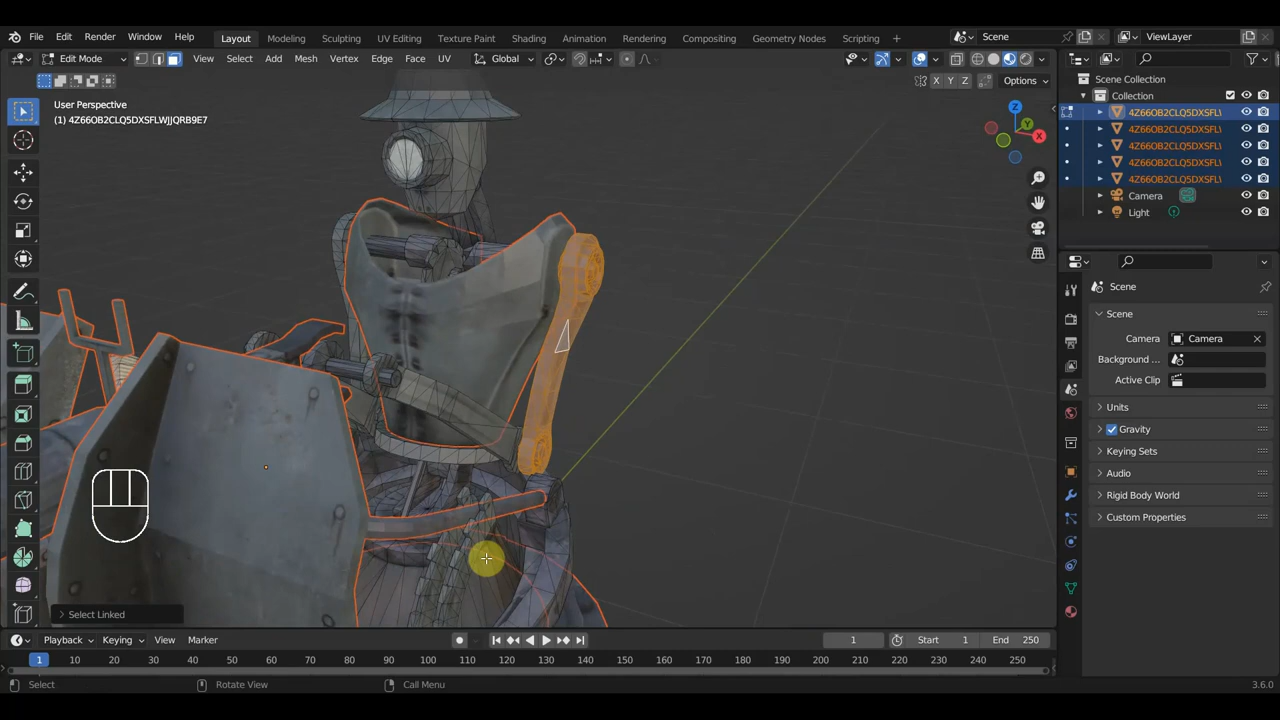 File Edit Render Window Help Layout Modeling Sculpting UV Editing Texture Paint Shading Animation Rendering Compositing Geometry Nodes Scripting Scene ViewLayer
Edit Mode View Select Add Mesh Vertex Edge Face UV Global
X Y Z Options
User Perspective
(1) 4Z66OB2CLQ5DXSFLWJJQRB9E7
Z
Y
X
Scene Collection
Collection
4Z66OB2CLQ5DXSFL
4Z66OB2CLQ5DXSFL
4Z66OB2CLQ5DXSFL
4Z66OB2CLQ5DXSFL
4Z66OB2CLQ5DXSFL
Camera
Light
Scene
Scene
Camera Camera
Background ...
Active Clip
Units
Gravity
Keying Sets
Audio
Rigid Body World
Custom Properties
Select Linked
Playback Keying View Marker 1 Start 1 End 250
1 10 20 30 40 50 60 70 80 90 100 110 120 130 140 150 160 170 180 190 200 210 220 230 240 250
Select Rotate View Call Menu 3.6.0